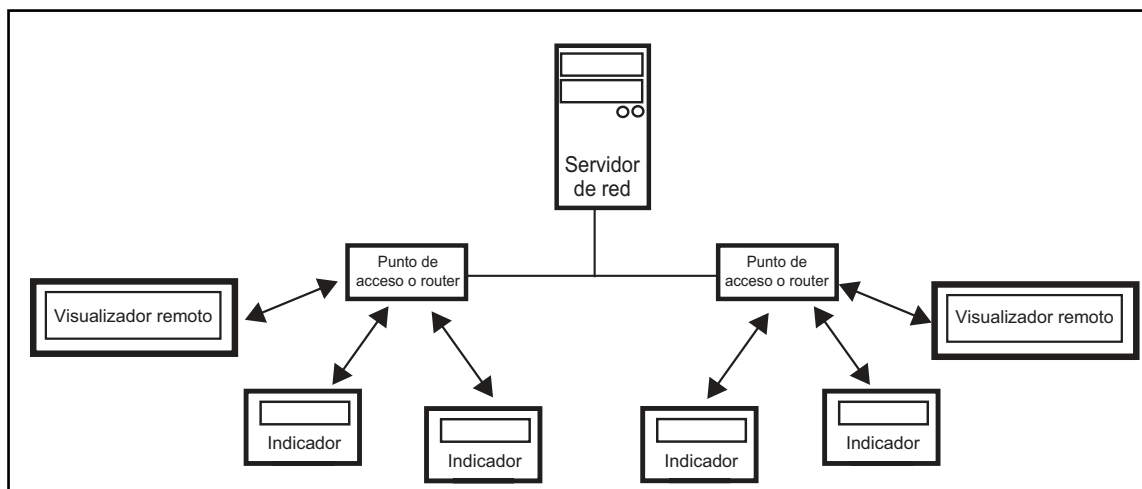 Servidor
de red
Punto de
acceso o router
Punto de
acceso o router
Visualizador remoto
Visualizador remoto
Indicador
Indicador
Indicador
Indicador